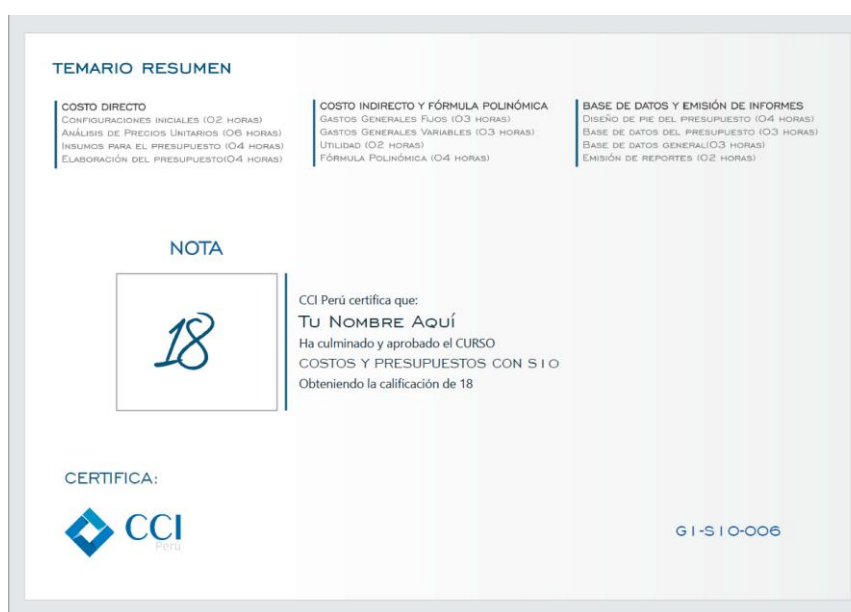 TEMARIO RESUMEN
COSTO DIRECTO
CONFIGURACIONES INICIALES (02 HORAS)
ANÁLISIS DE PRECIOS UNITARIOS (06 HORAS)
INSUMOS PARA EL PRESUPUESTO (04 HORAS)
ELABORACIÓN DEL PRESUPUESTO(04 HORAS)
COSTO INDIRECTO Y FÓRMULA POLINÓMICA
GASTOS GENERALES FIJOS (03 HORAS)
GASTOS GENERALES VARIABLES (03 HORAS)
UTILIDAD (02 HORAS)
FÓRMULA POLINÓMICA (04 HORAS)
BASE DE DATOS Y EMISIÓN DE INFORMES
DISEÑO DE PIE DEL PRESUPUESTO (04 HORAS)
BASE DE DATOS DEL PRESUPUESTO (03 HORAS)
BASE DE DATOS GENERAL(03 HORAS)
EMISIÓN DE REPORTES (02 HORAS)
NOTA
18
CCI Perú certifica que:
TU NOMBRE AQUÍ
Ha culminado y aprobado el CURSO
COSTOS Y PRESUPUESTOS CON S10
Obteniendo la calificación de 18
CERTIFICA:
CCI
Perú
G1-S10-006